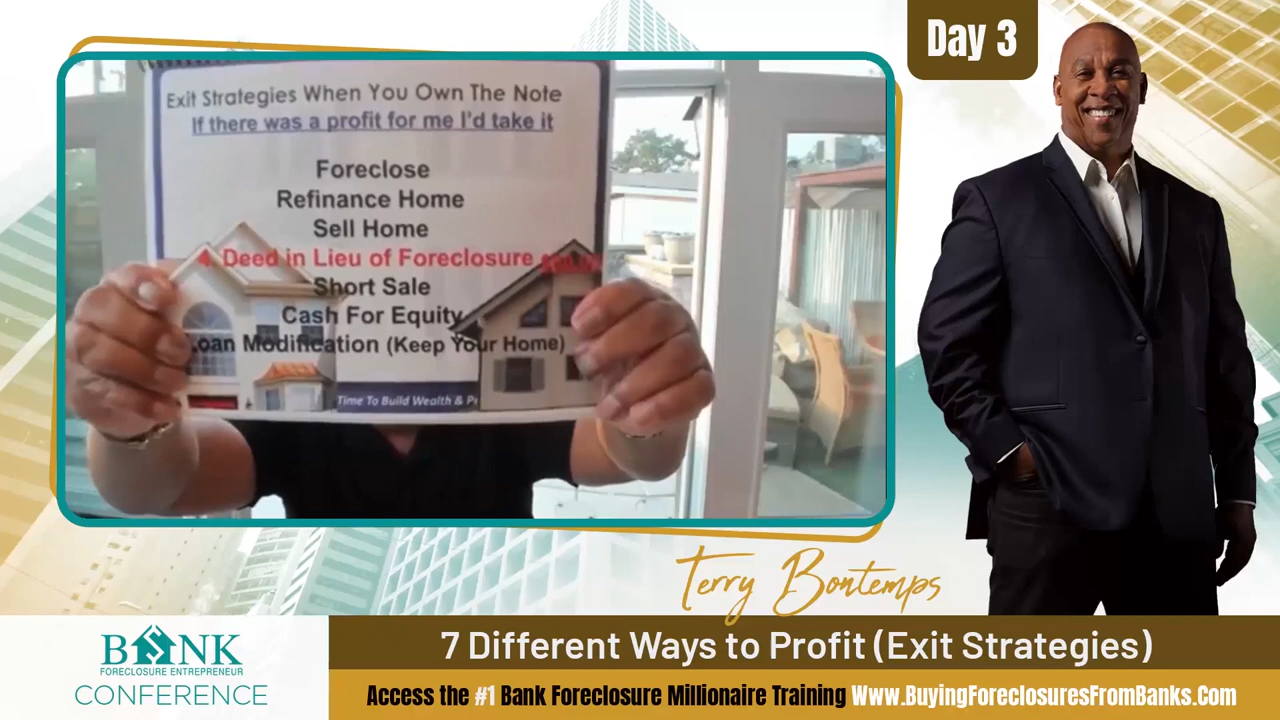 Day 3
Exit Strategies When You Own The Note
If there was a profit for me I'd take it
Foreclose
Refinance Home
Sell Home
4 Deed in Lieu of Foreclosure
Short Sale
Cash For Equity
oan Modification (Keep Your Home)
Time To Build Wealth &
Terry Bontemps
BANK
FORECLOSURE ENTREPRENEUR
CONFERENCE
7 Different Ways to Profit (Exit Strategies)
Access the #1 Bank Foreclosure Millionaire Training Www.BuyingForeclosuresFromBanks.Com